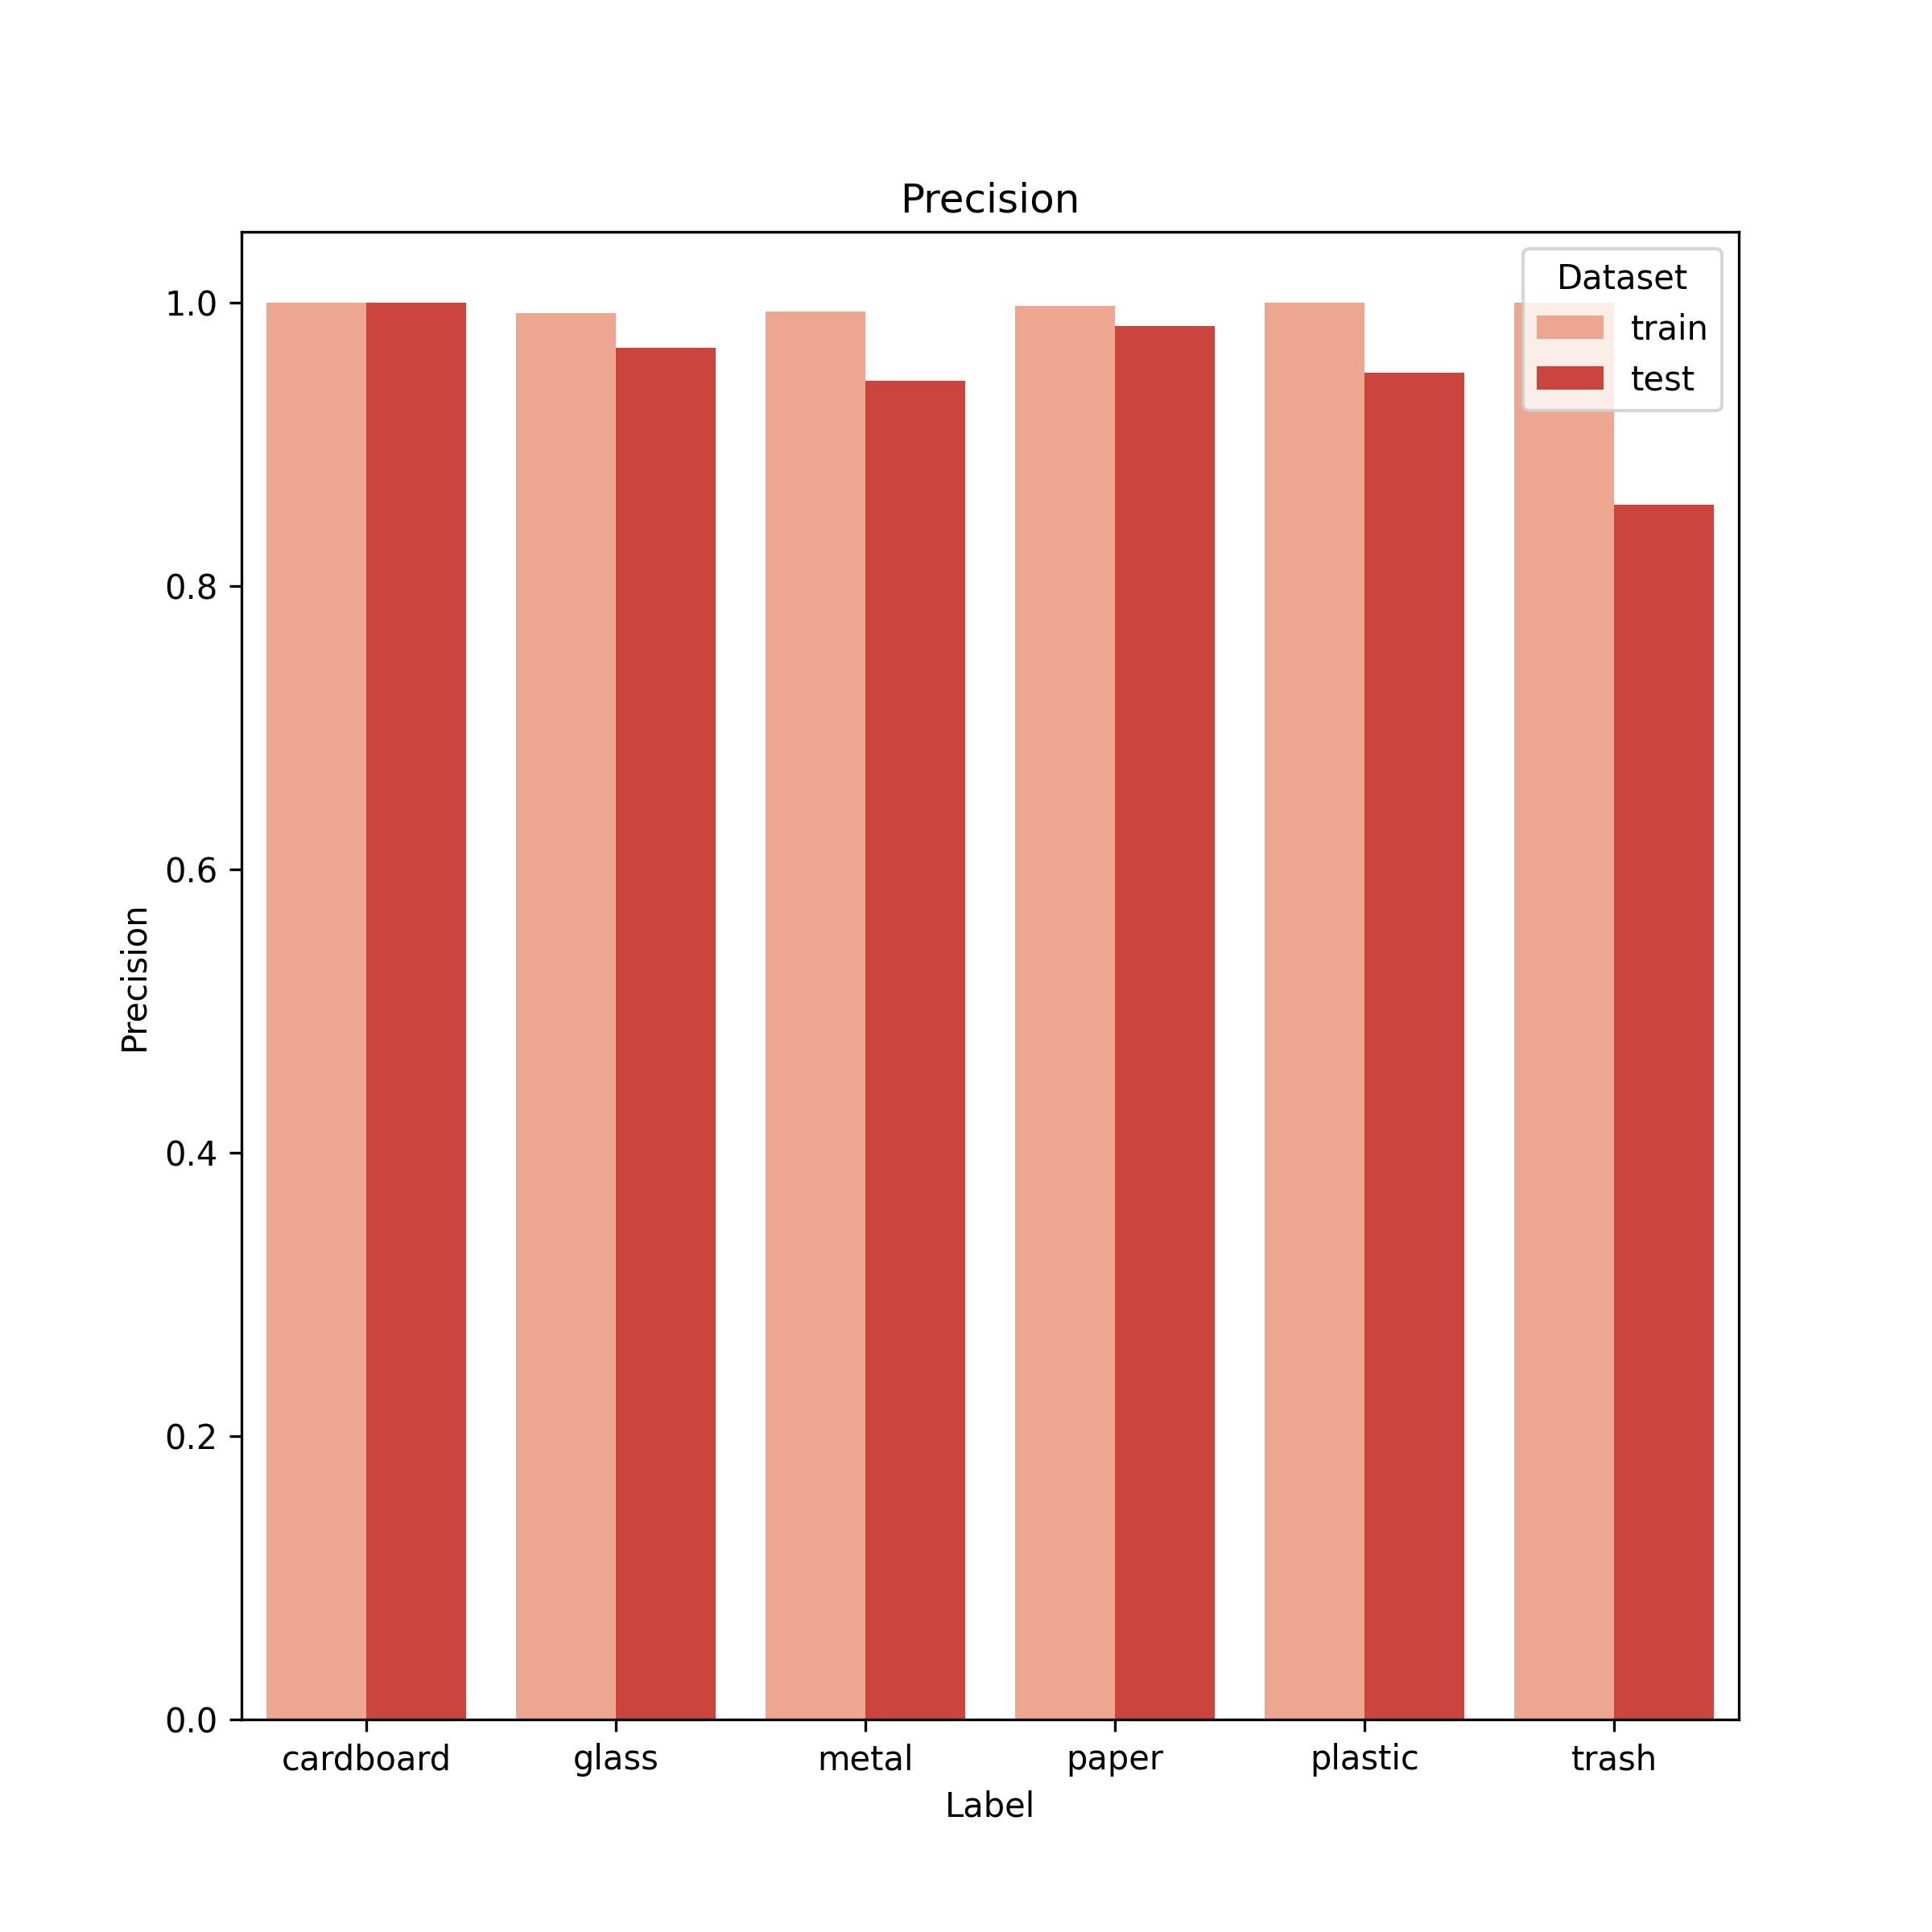 Precision
Dataset
train
test
1.0
0.8
0.6
0.4
0.2
0.0
Precision
cardboard glass metal paper plastic trash
Label